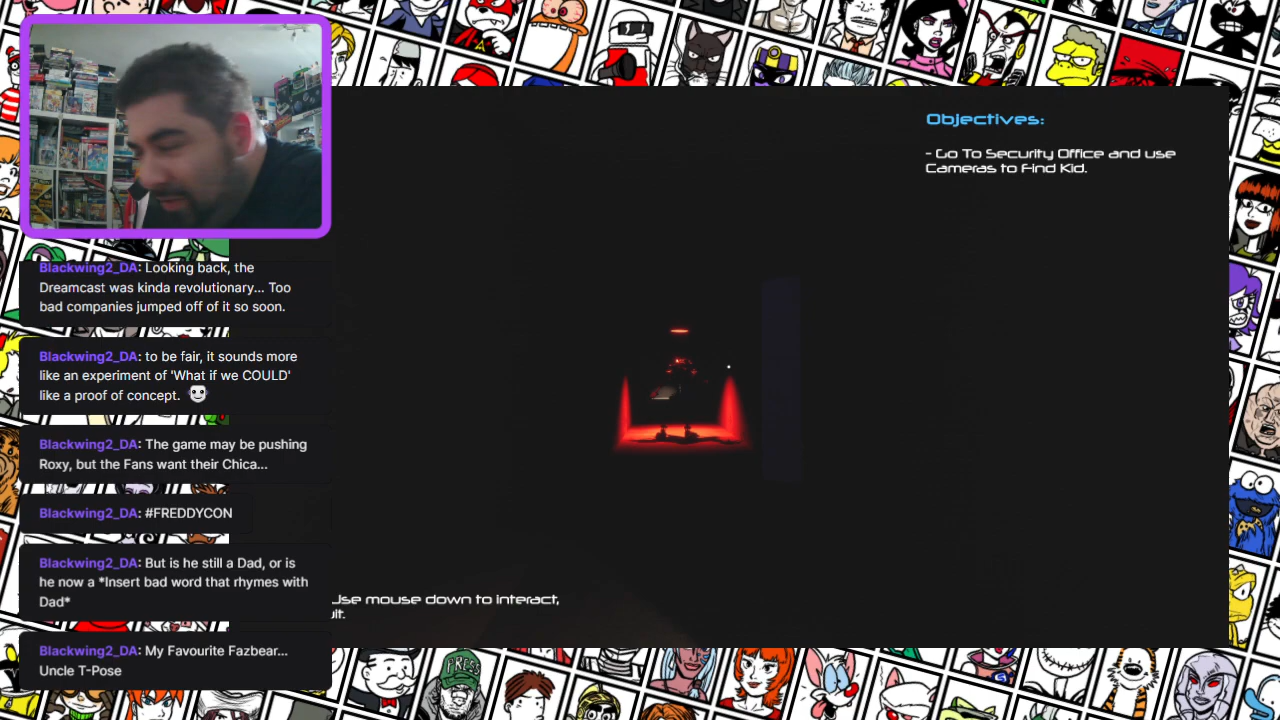 Objectives:
- Go To Security Office and use
Cameras to Find Kid.
Blackwing2_DA: Looking back, the
Dreamcast was kinda revolutionary... Too
bad companies jumped off of it so soon.
Blackwing2_DA: to be fair, it sounds more
like an experiment of 'What if we COULD'
like a proof of concept.
Blackwing2_DA: The game may be pushing
Roxy, but the Fans want their Chica...
Blackwing2_DA: #FREDDYCON
Blackwing2_DA: But is he still a Dad, or is
he now a *Insert bad word that rhymes with
Dad*
Blackwing2_DA: My Favourite Fazbear...
Uncle T-Pose
Use mouse down to interact,
PRESS